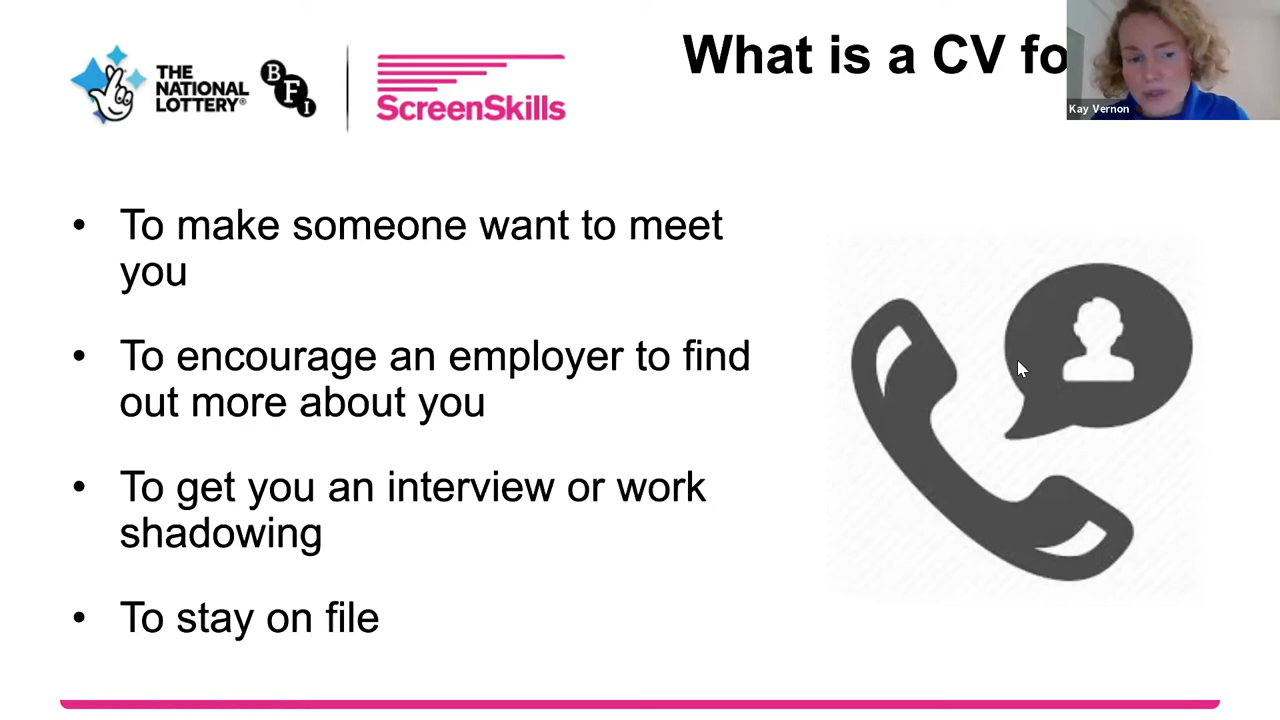 THE
NATIONAL
LOTTERY®
B
F
I
ScreenSkills
What is a CV fo
Kay Vernon
• To make someone want to meet
you
• To encourage an employer to find
out more about you
• To get you an interview or work
shadowing
• To stay on file